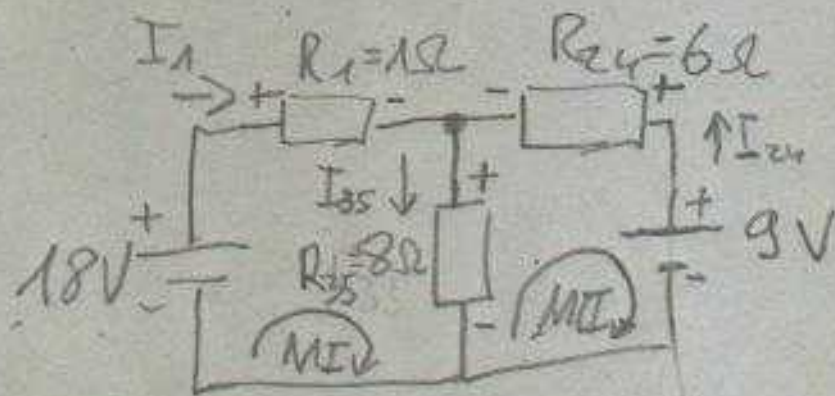 I₁ R₁=1Ω R₂₄=6Ω
+ - - +
I₃₅ I₂₄
+ + +
18V R₃₅=8Ω 9V
- - -
MI MII